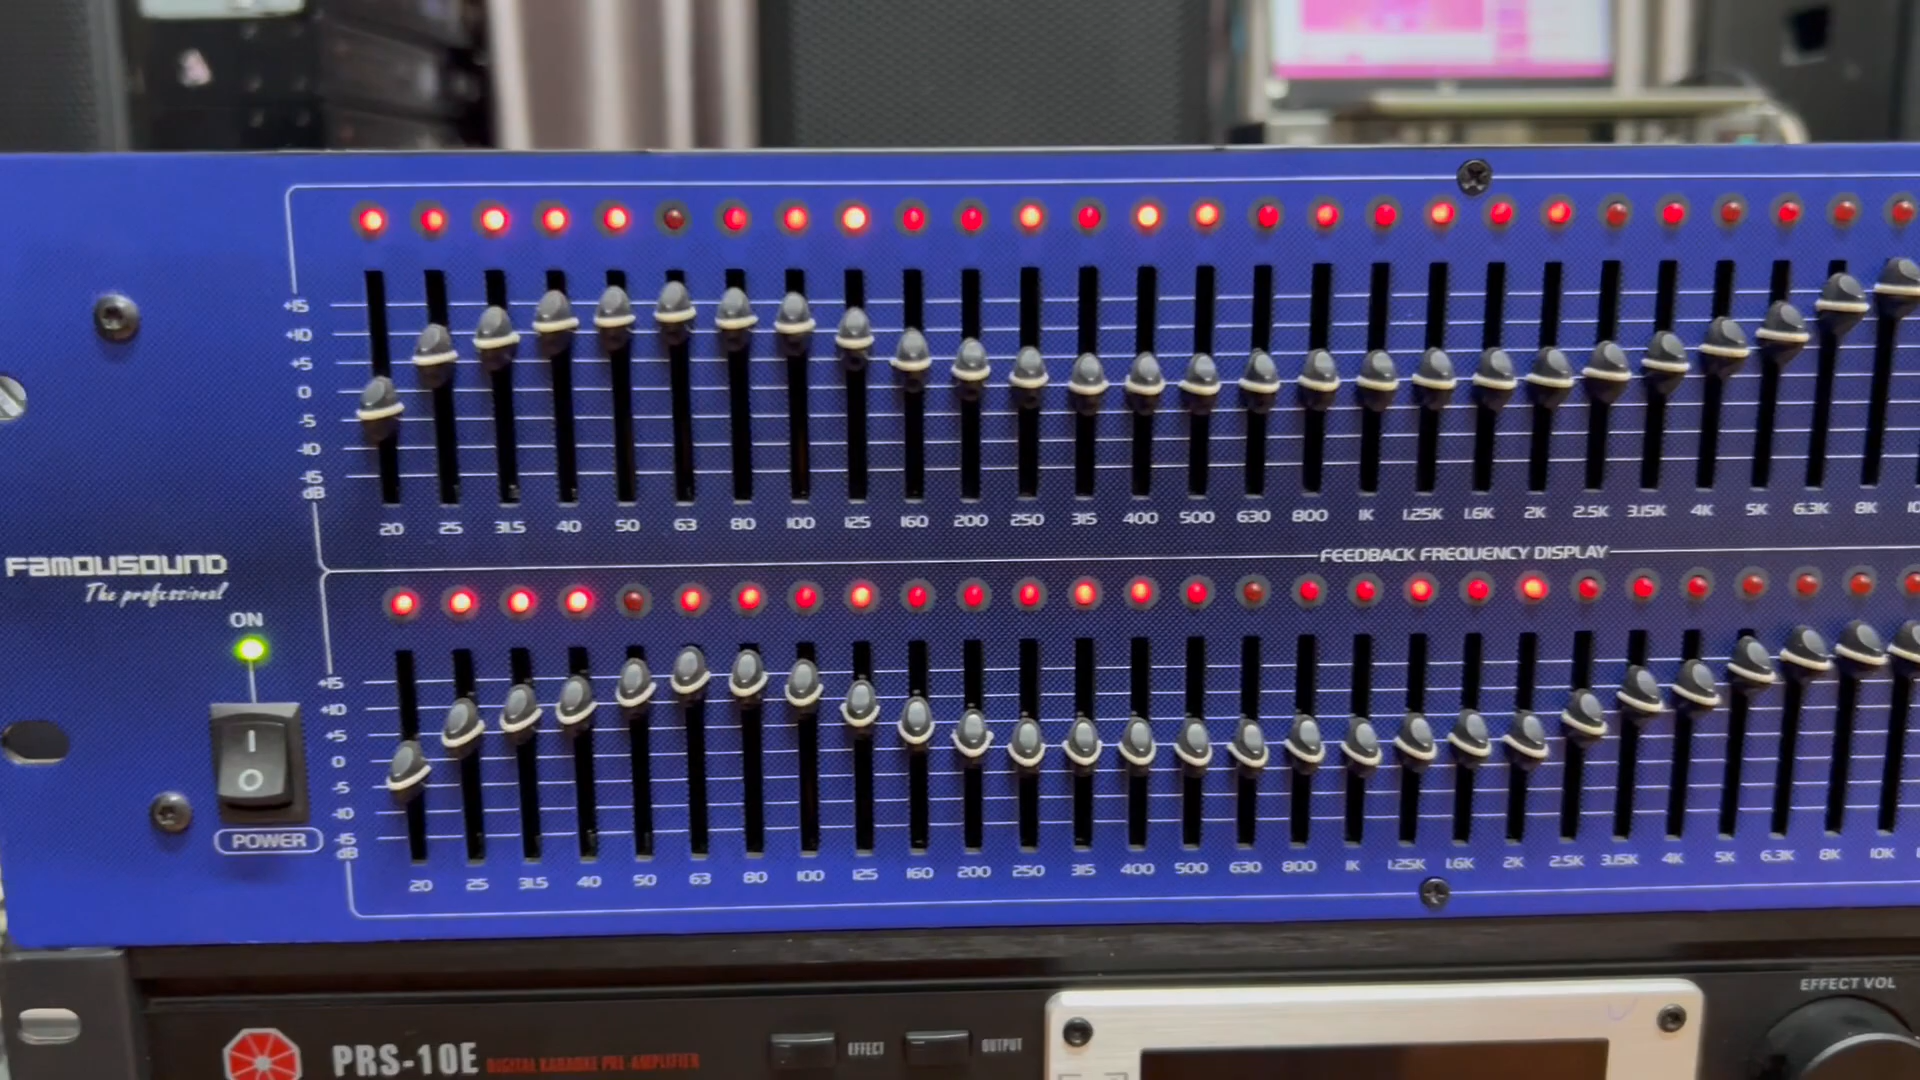 +15
+10
+5
0
-5
-10
-15
dB
20 25 31.5 40 50 63 80 100 125 160 200 250 315 400 500 630 800 1K 1.25K 1.6K 2K 2.5K 3.15K 4K 5K 6.3K 8K
FEEDBACK FREQUENCY DISPLAY
FAMOUSOUND
The professional
ON
POWER
+15
+10
+5
0
-5
-10
-15
dB
20 25 31.5 40 50 63 80 100 125 160 200 250 315 400 500 630 800 1K 1.25K 1.6K 2K 2.5K 3.15K 4K 5K 6.3K 8K 10K
EFFECT VOL
PRS-10E DIGITAL KARAOKE PRE-AMPLIFIER
EFFECT
OUTPUT